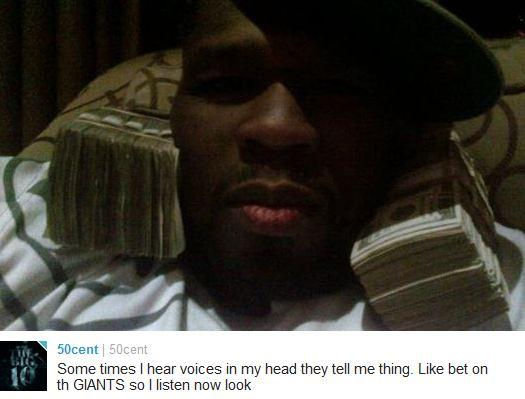 50cent | 50cent
Some times I hear voices in my head they tell me thing. Like bet on
th GIANTS so I listen now look